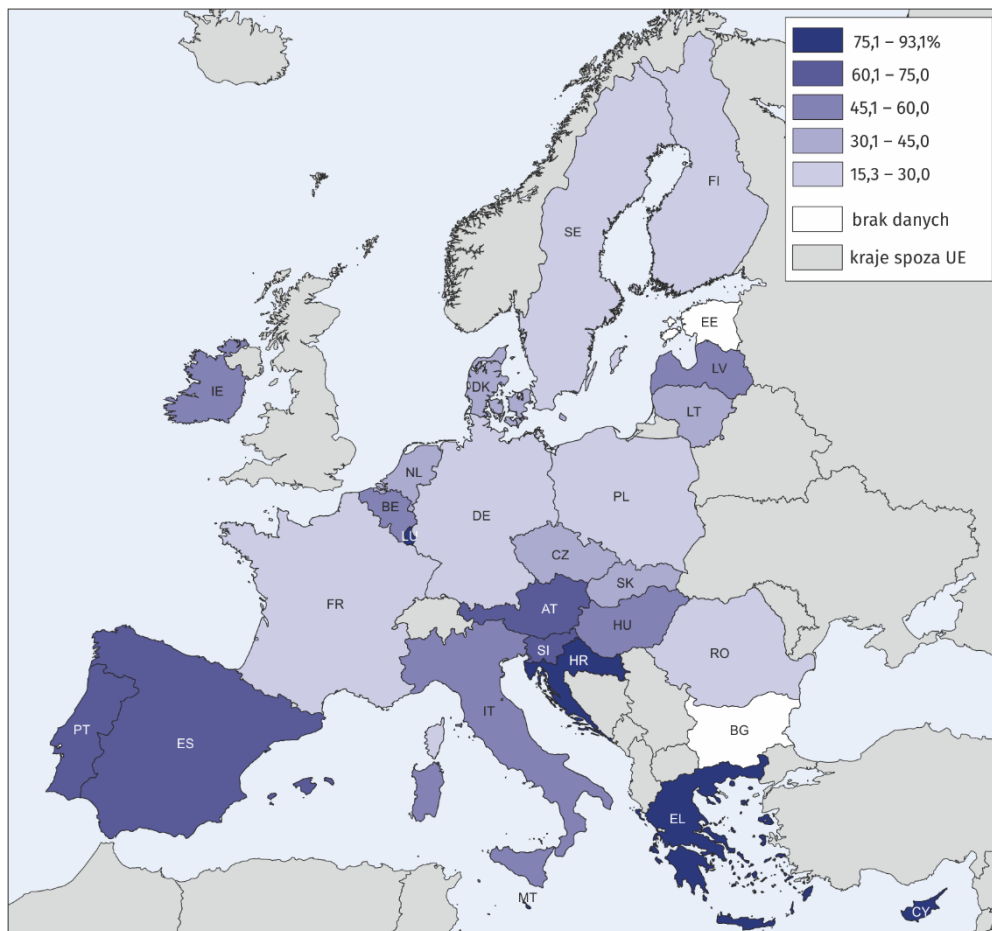 75,1 – 93,1%
60,1 – 75,0
45,1 – 60,0
30,1 – 45,0
15,3 – 30,0
brak danych
kraje spoza UE
FI
SE
EE
LV
IE
DK
LT
NL
PL
BE
DE
LU
CZ
SK
AT
FR
HU
SI
HR
RO
IT
PT
ES
BG
EL
MT
CY